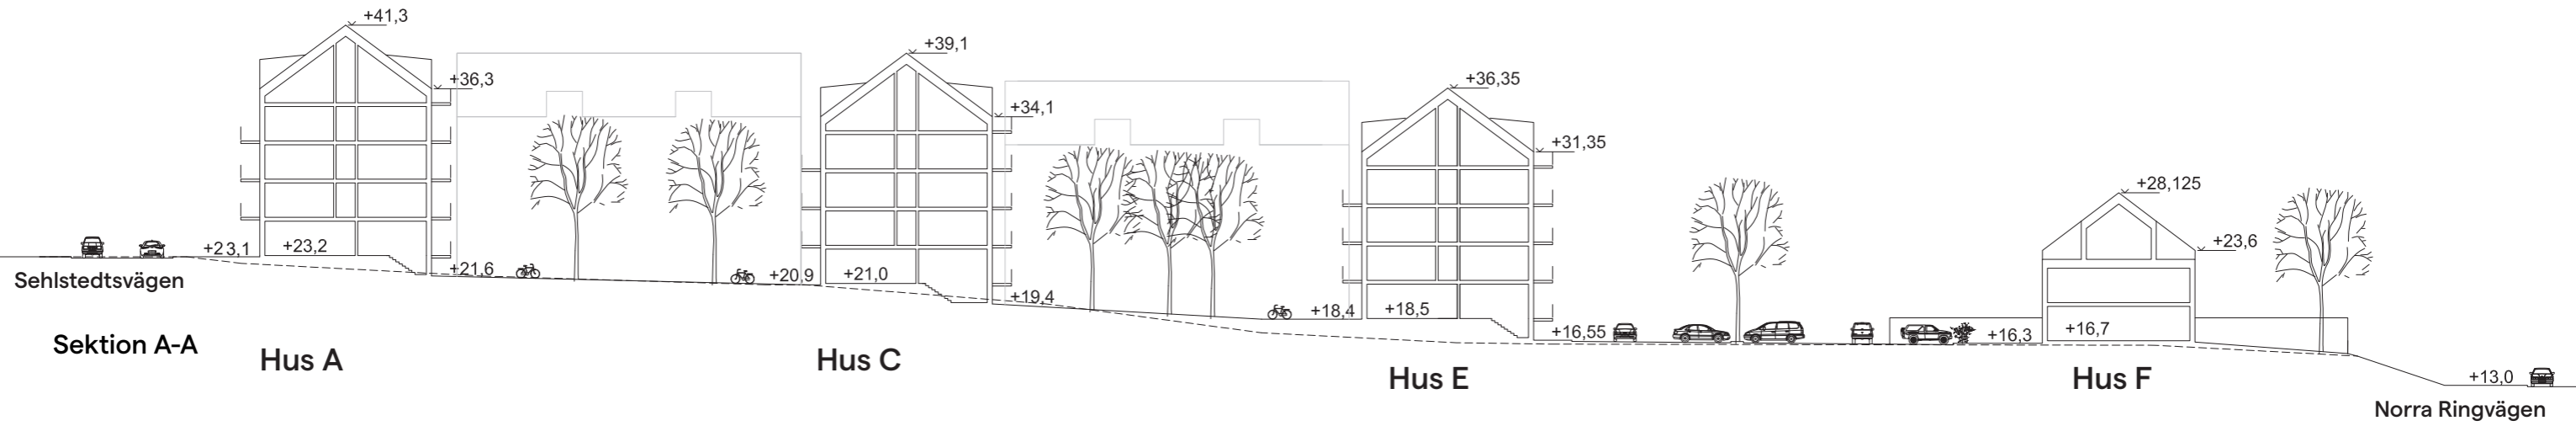 +41,3
+39,1
+36,3
+36,35
+34,1
+31,35
+28,125
+23,6
+23,1
+23,2
+21,6
+20,9
+21,0
+19,4
+18,4
+18,5
+16,55
+16,3
+16,7
+13,0
Sehlstedtsvägen
Sektion A-A
Hus A
Hus C
Hus E
Hus F
Norra Ringvägen